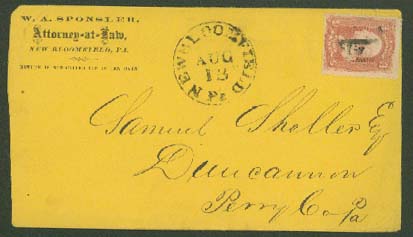 W. A. SPONSLER,
Attorney-at-Law,
NEW BLOOMFIELD, PA.
NEW BLOOMFIELD
PA
AUG
13
Samuel Sheller Esq
Duncannon
Perry Co Pa